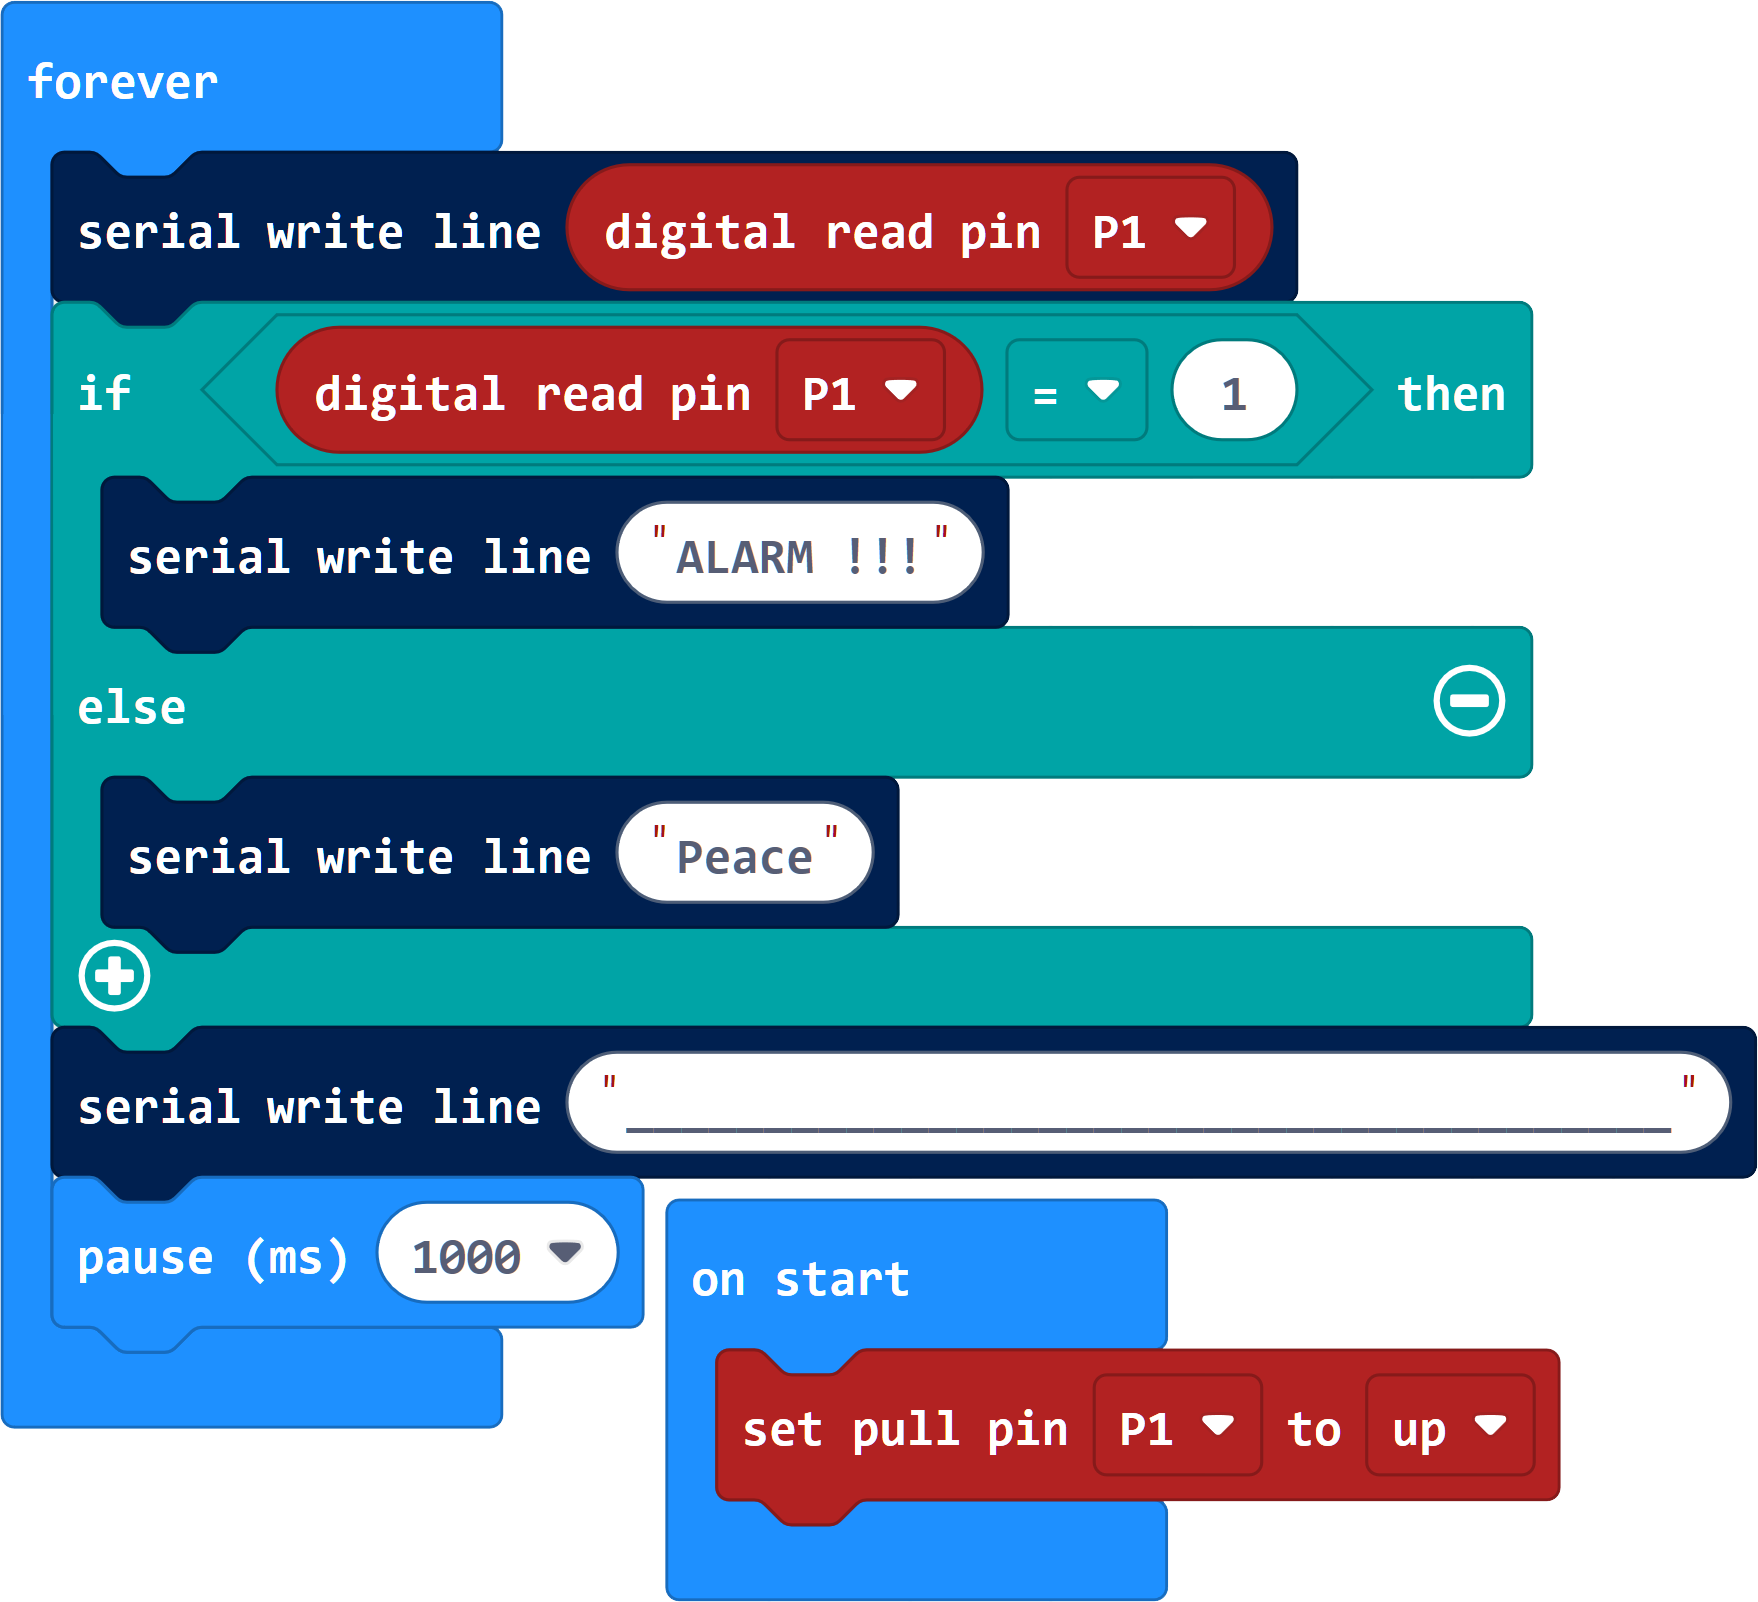 forever
serial write line digital read pin P1
if digital read pin P1 = 1 then
serial write line "ALARM !!!"
else
serial write line "Peace"
serial write line "______________________________________"
pause (ms) 1000
on start
set pull pin P1 to up